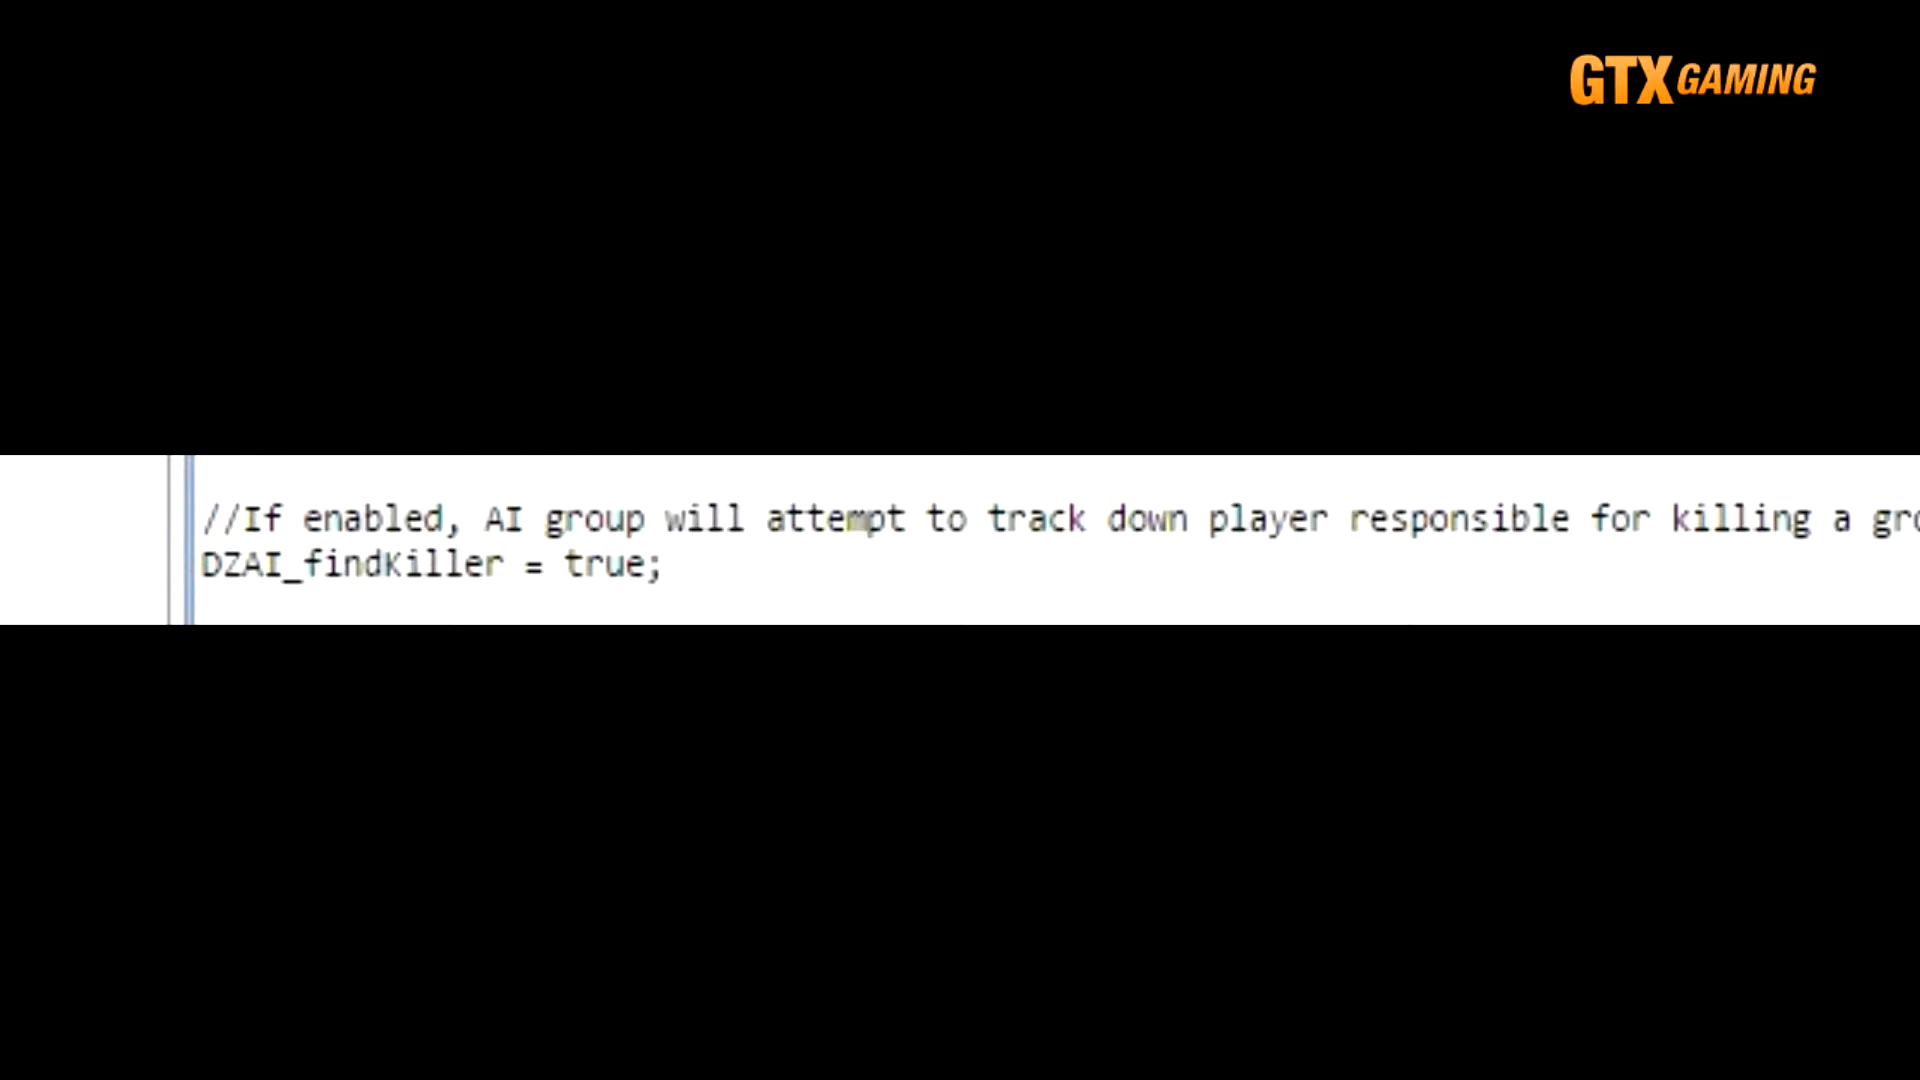 GTX GAMING
//If enabled, AI group will attempt to track down player responsible for killing a
DZAI_findKiller = true;